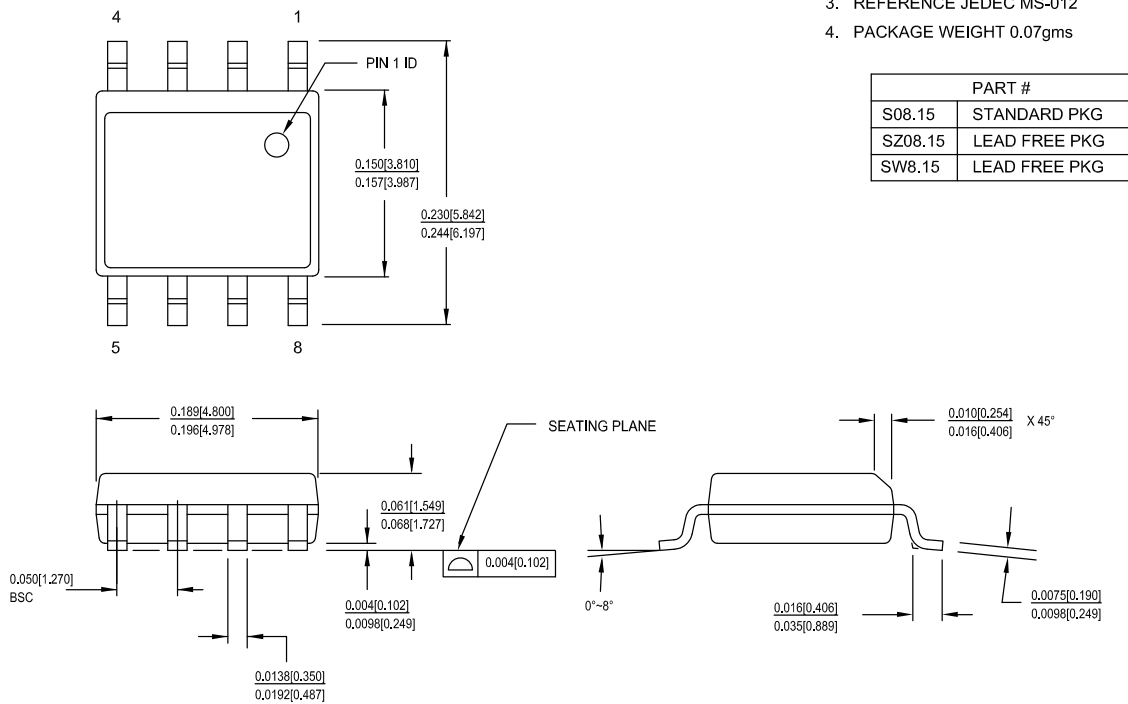 3. REFERENCE JEDEC MS-012
4. PACKAGE WEIGHT 0.07gms
PART #
S08.15 STANDARD PKG
SZ08.15 LEAD FREE PKG
SW8.15 LEAD FREE PKG
4 1
PIN 1 ID
0.150[3.810]
0.157[3.987]
0.230[5.842]
0.244[6.197]
5 8
0.189[4.800]
0.196[4.978]
SEATING PLANE
0.010[0.254]
0.016[0.406]
X 45°
0.061[1.549]
0.068[1.727]
0.004[0.102]
0.050[1.270]
BSC
0.004[0.102]
0.0098[0.249]
0°~8°
0.016[0.406]
0.035[0.889]
0.0075[0.190]
0.0098[0.249]
0.0138[0.350]
0.0192[0.487]